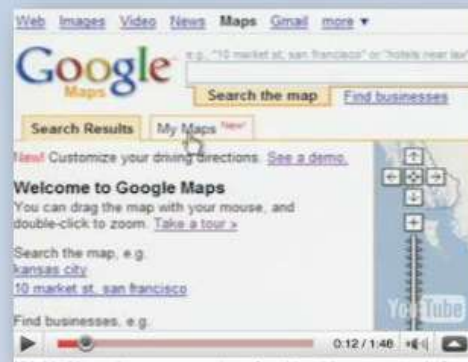 Web Images Video News Maps Gmail more ▼
Google
Maps
e.g., "10 market st, san francisco" or "hotels near lax"
Search the map Find businesses
Search Results My Maps New!
New! Customize your driving directions. See a demo.
Welcome to Google Maps
You can drag the map with your mouse, and
double-click to zoom. Take a tour »
Search the map, e.g.
kansas city
10 market st, san francisco
Find businesses, e.g.
You Tube
0:12 / 1:46